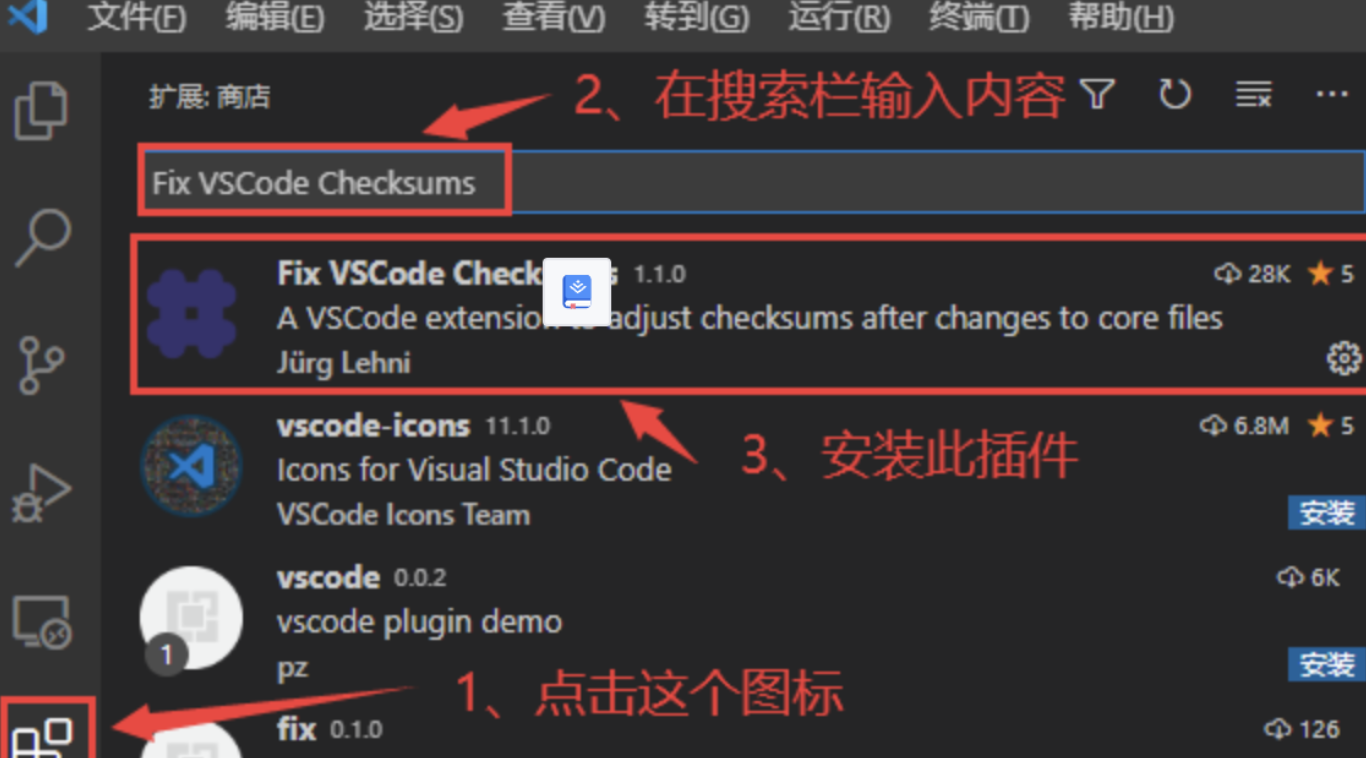 文件(F) 编辑(E) 选择(S) 查看(V) 转到(G) 运行(R) 终端(T) 帮助(H)
扩展: 商店
2、在搜索栏输入内容
Fix VSCode Checksums
Fix VSCode Check s 1.1.0 28K 5
A VSCode extension to adjust checksums after changes to core files
Jürg Lehni
vscode-icons 11.1.0 6.8M 5
Icons for Visual Studio Code
3、安装此插件
VSCode Icons Team 安装
vscode 0.0.2 6K
vscode plugin demo
1
pz 安装
1、点击这个图标
fix 0.1.0 126